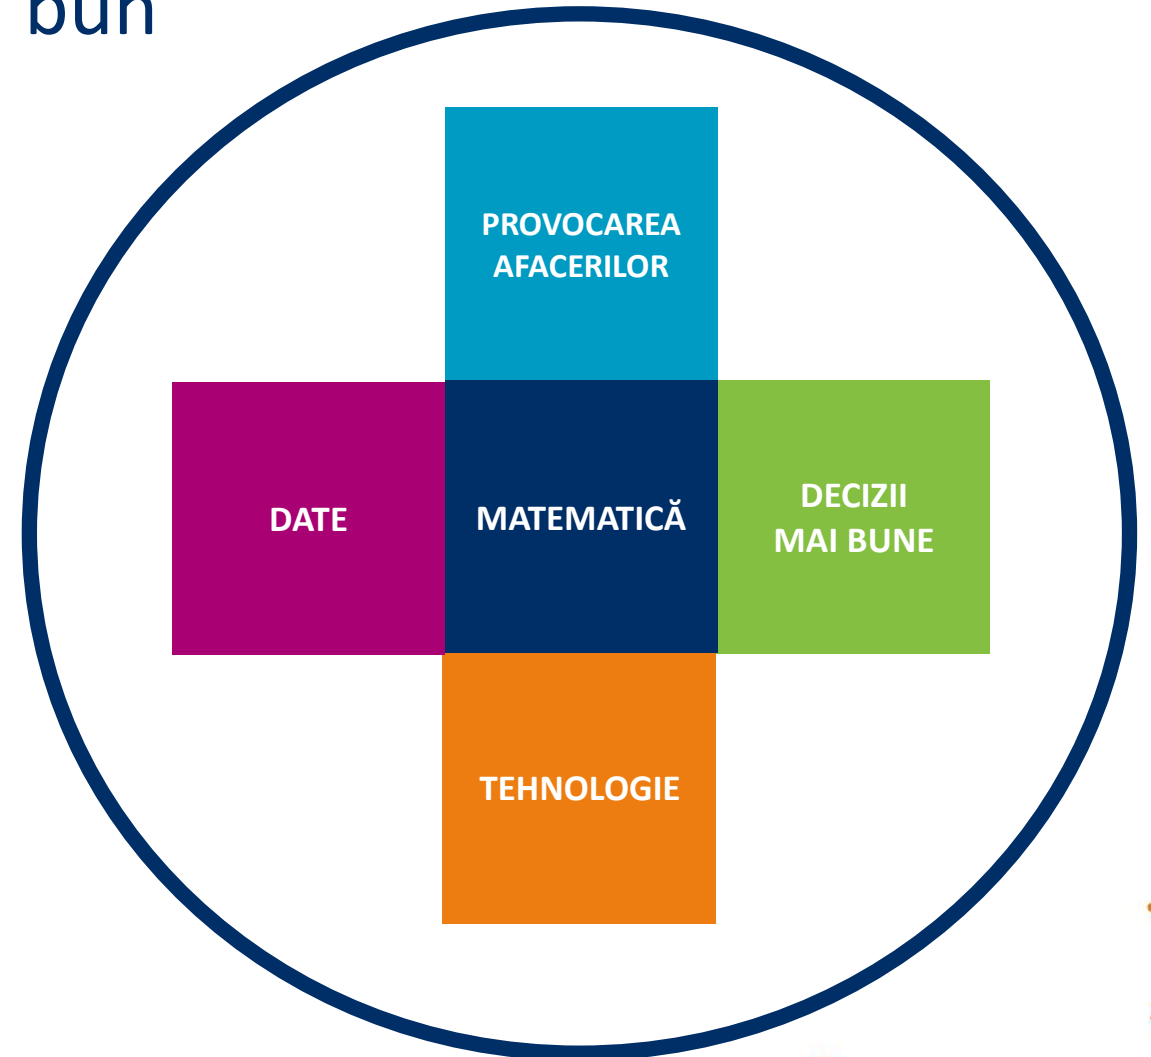 bun
PROVOCAREA
AFACERILOR
DATE
MATEMATICĂ
DECIZII
MAI BUNE
TEHNOLOGIE